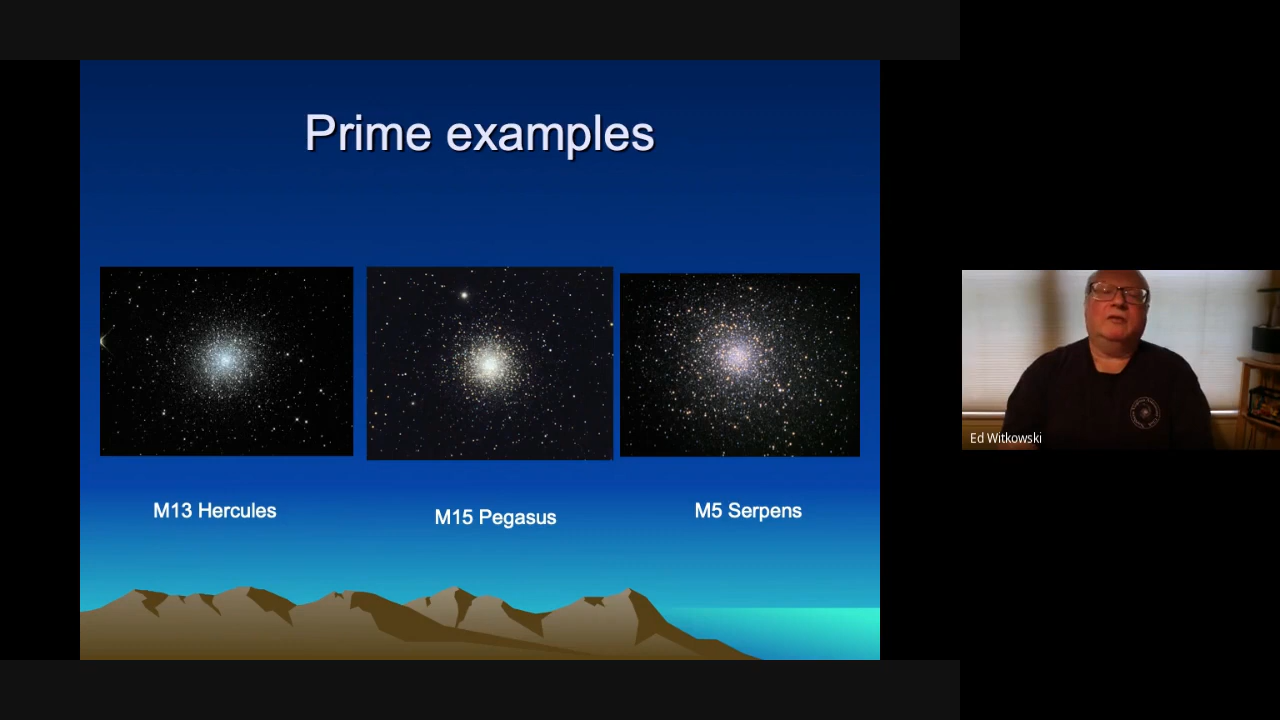 Prime examples
M13 Hercules
M15 Pegasus
M5 Serpens
Ed Witkowski